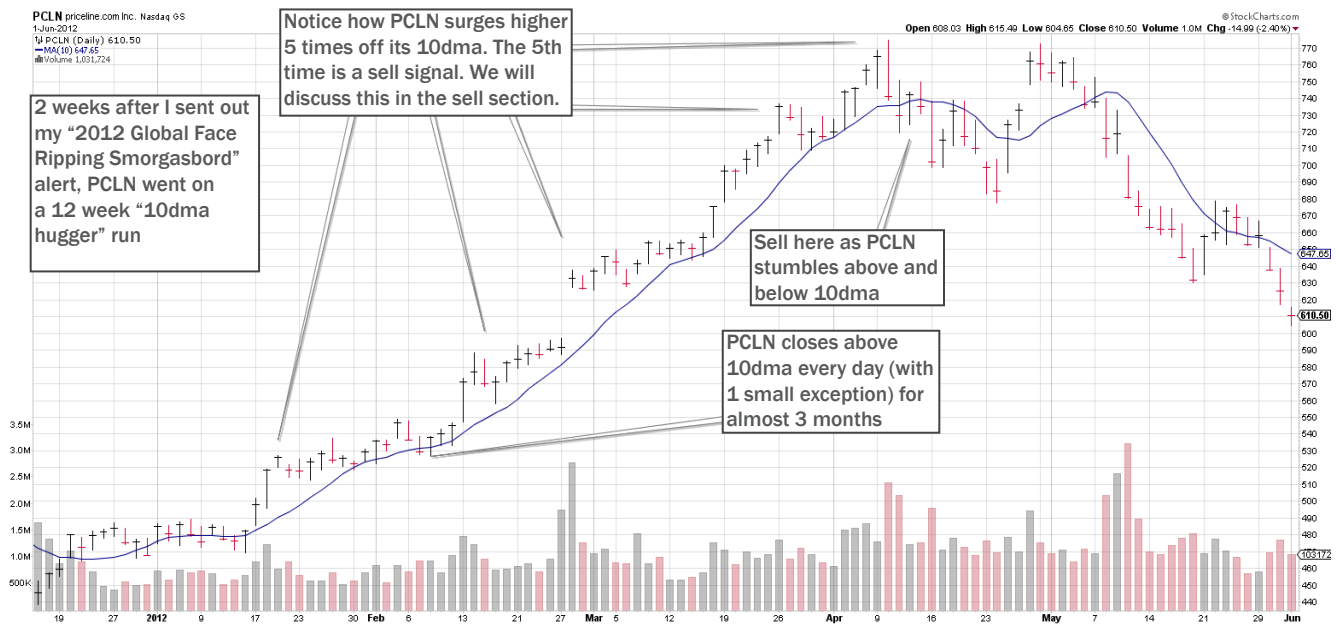 PCLN priceline.com Inc. Nasdaq GS
© StockCharts.com
1-Jun-2012
Open 608.03 High 615.49 Low 604.65 Close 610.50 Volume 1.0M Chg -14.99 (-2.40%)
PCLN (Daily) 610.50
MA(10) 647.65
Volume 1,031,724
Notice how PCLN surges higher
5 times off its 10dma. The 5th
time is a sell signal. We will
discuss this in the sell section.
2 weeks after I sent out
my “2012 Global Face
Ripping Smorgasbord”
alert, PCLN went on
a 12 week “10dma
hugger” run
Sell here as PCLN
stumbles above and
below 10dma
PCLN closes above
10dma every day (with
1 small exception) for
almost 3 months
770
760
750
740
730
720
710
700
690
680
670
660
647.65
640
630
620
610.50
600
590
580
570
560
550
540
530
520
510
500
490
480
1031724
460
450
440
3.5M
3.0M
2.5M
2.0M
1.5M
1.0M
500K
19 27 2012 9 17 23 30 Feb 6 13 21 27 Mar 5 12 19 26 Apr 9 16 23 May 7 14 21 29 Jun